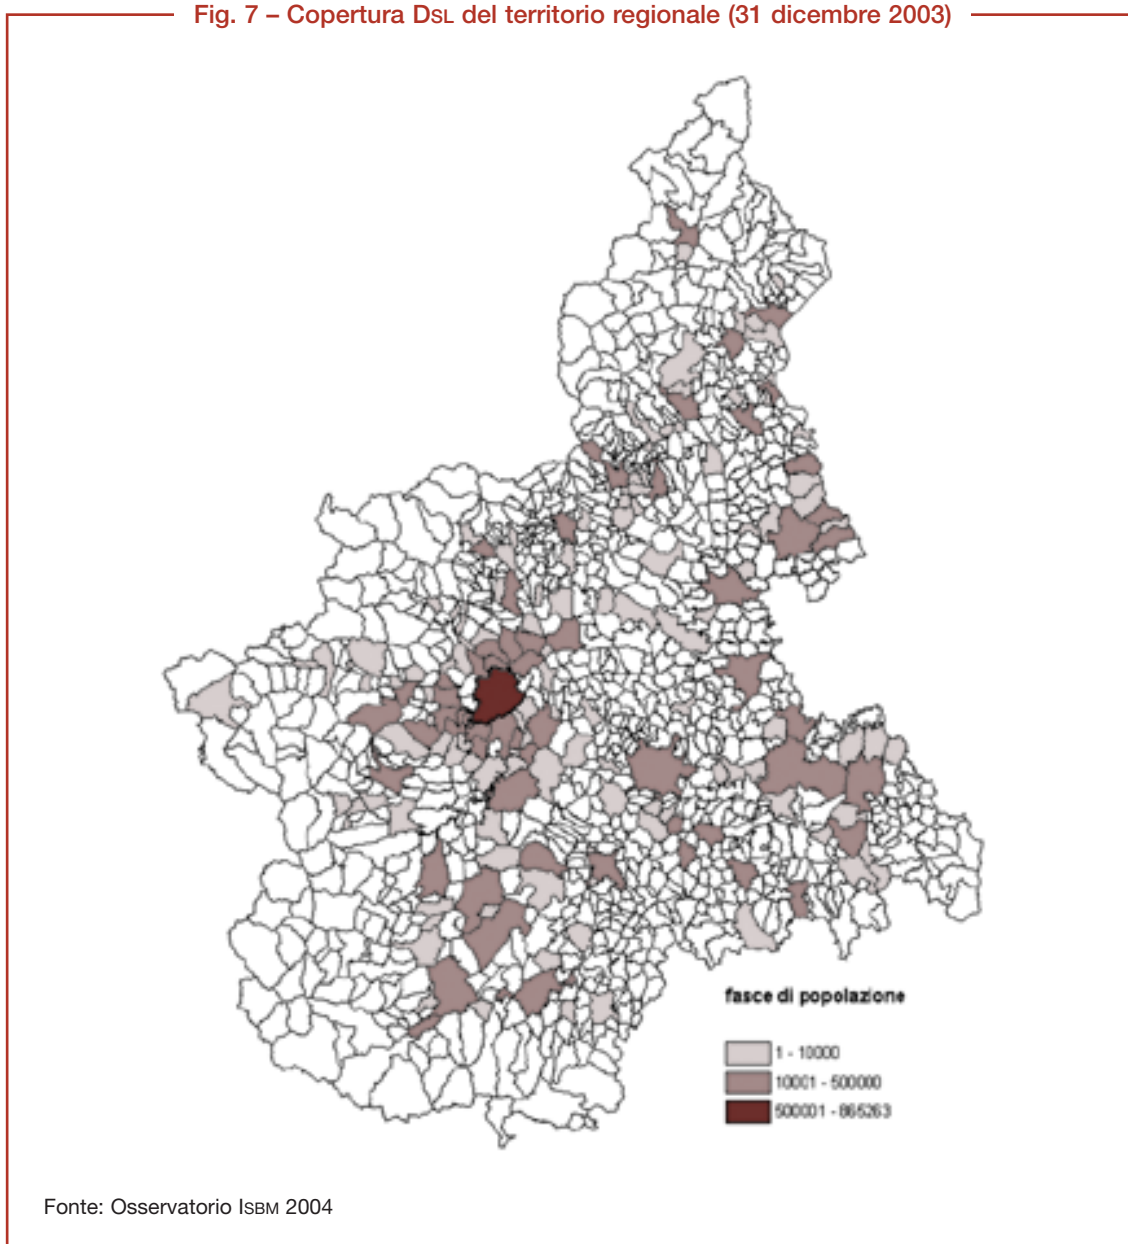 Fig. 7 – Copertura DSL del territorio regionale (31 dicembre 2003)
fasce di popolazione
1 - 10000
10001 - 500000
500001 - 865263
Fonte: Osservatorio ISBM 2004